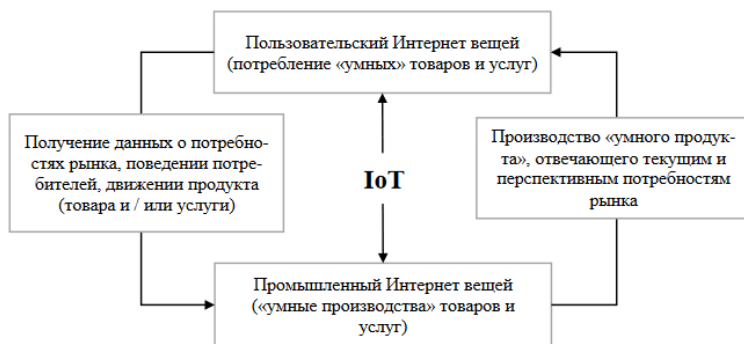 Пользовательский Интернет вещей
(потребление «умных» товаров и услуг)
Получение данных о потребно-
стях рынка, поведении потре-
бителей, движении продукта
(товара и / или услуги)
IoT
Производство «умного продук-
та», отвечающего текущим и
перспективным потребностям
рынка
Промышленный Интернет вещей
(«умные производства» товаров и
услуг)